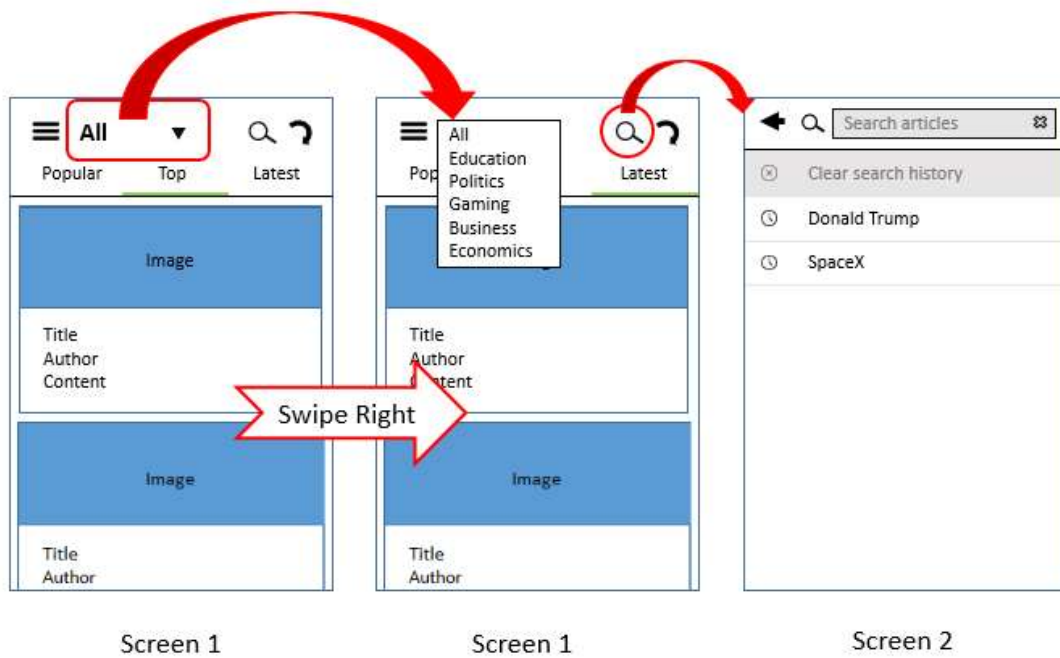 All
Popular
Top
Latest
Image
Title
Author
Content
Image
Title
Author
Screen 1
All
Education
Politics
Gaming
Business
Economics
Pop
Latest
Title
Author
Content
Swipe Right
Image
Title
Author
Screen 1
Search articles
Clear search history
Donald Trump
SpaceX
Screen 2